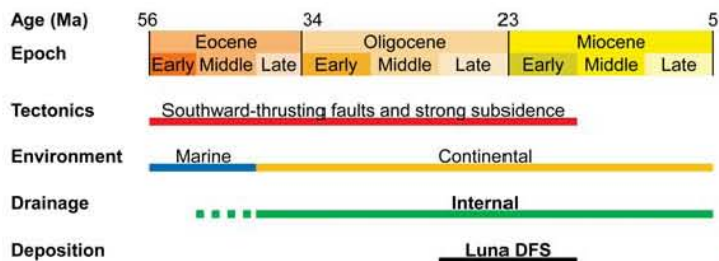 Age (Ma) 56 34 23 5
Epoch Eocene Oligocene Miocene
Early Middle Late Early Middle Late Early Middle Late
Tectonics Southward-thrusting faults and strong subsidence
Environment Marine Continental
Drainage Internal
Deposition Luna DFS